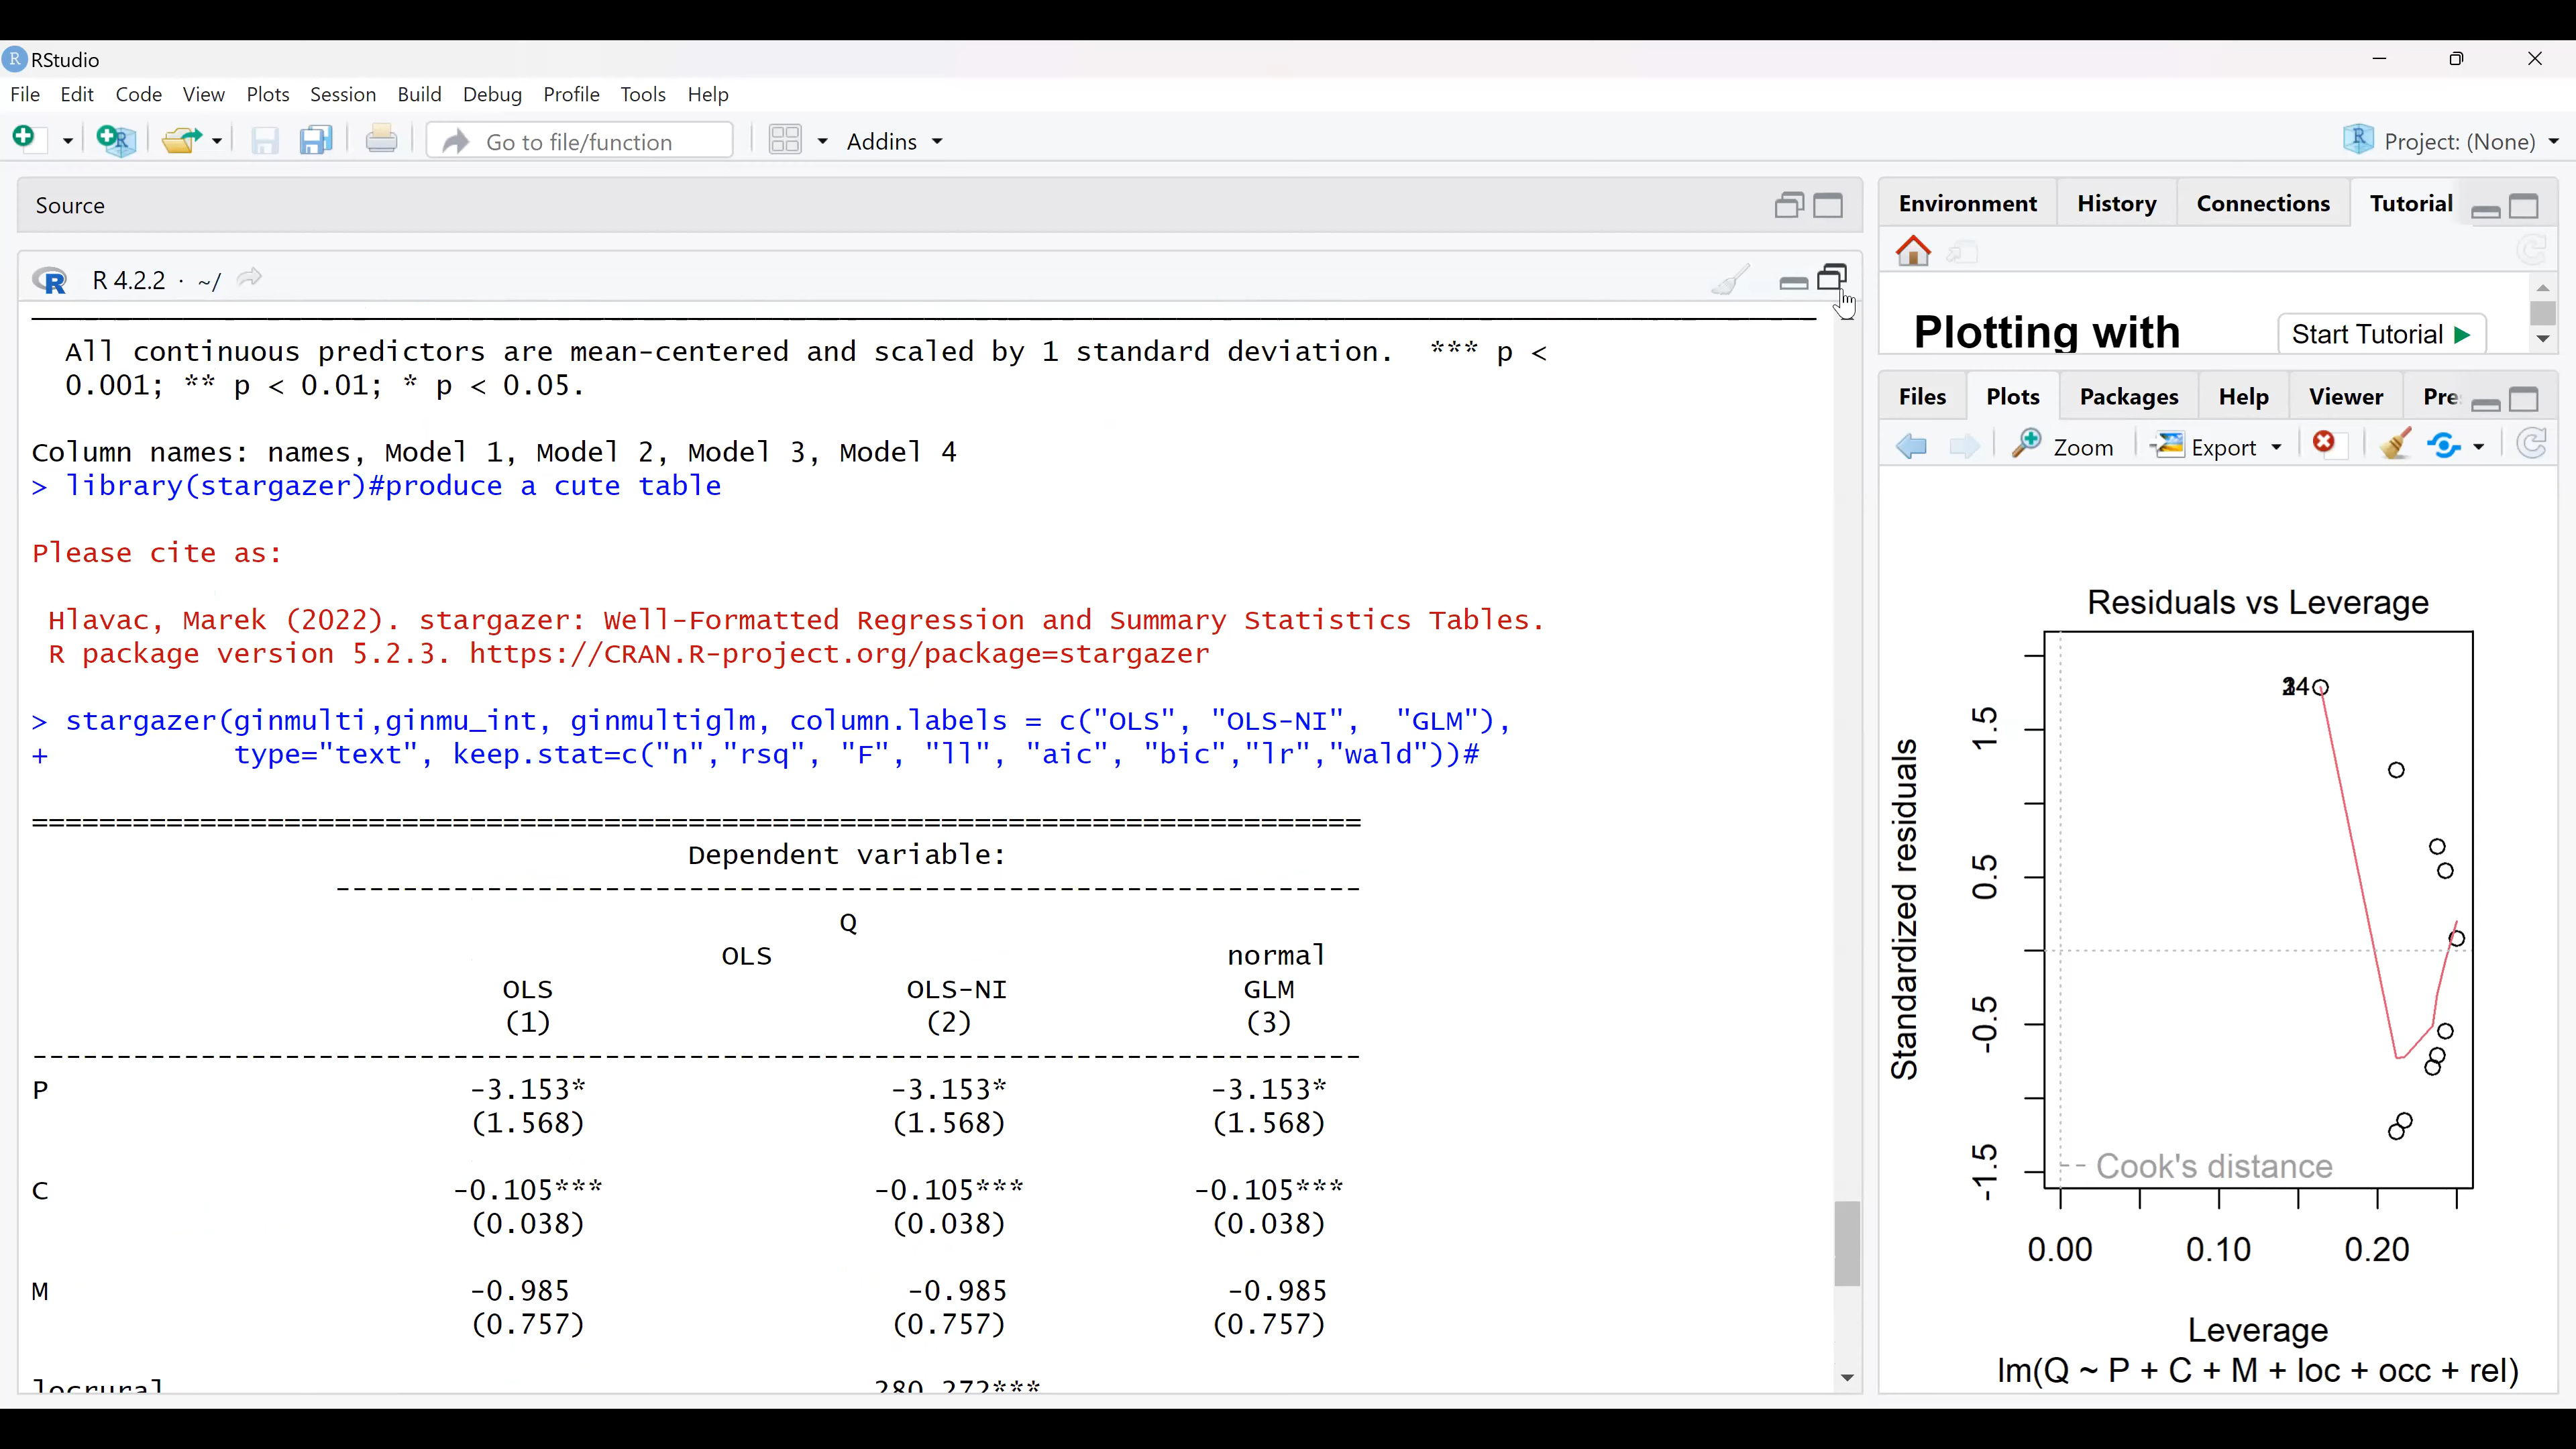 RStudio
File Edit Code View Plots Session Build Debug Profile Tools Help
Go to file/function Addins Project: (None)
Source
R 4.2.2 · ~/
All continuous predictors are mean-centered and scaled by 1 standard deviation. *** p <
0.001; ** p < 0.01; * p < 0.05.
Column names: names, Model 1, Model 2, Model 3, Model 4
> library(stargazer)#produce a cute table
Please cite as:
Hlavac, Marek (2022). stargazer: Well-Formatted Regression and Summary Statistics Tables.
R package version 5.2.3. https://CRAN.R-project.org/package=stargazer
> stargazer(ginmulti,ginmu_int, ginmultiglm, column.labels = c("OLS", "OLS-NI", "GLM"),
+ type="text", keep.stat=c("n","rsq", "F", "ll", "aic", "bic","lr","wald"))#
===============================================================================
Dependent variable:
-------------------------------------------------------------
Q
OLS normal
OLS OLS-NI GLM
(1) (2) (3)
-------------------------------------------------------------------------------
P -3.153* -3.153* -3.153*
(1.568) (1.568) (1.568)
C -0.105*** -0.105*** -0.105***
(0.038) (0.038) (0.038)
M -0.985 -0.985 -0.985
(0.757) (0.757) (0.757)
locrural 280.272***
Environment History Connections Tutorial
Plotting with Start Tutorial
Files Plots Packages Help Viewer Pre
Zoom Export
Residuals vs Leverage
Standardized residuals
1.5
0.5
-0.5
-1.5
Cook's distance
0.00 0.10 0.20
Leverage
lm(Q ~ P + C + M + loc + occ + rel)